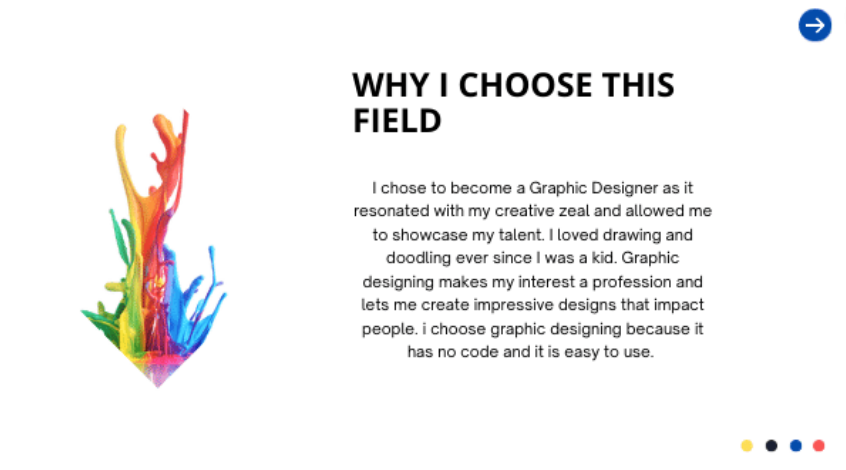 WHY I CHOOSE THIS
FIELD
I chose to become a Graphic Designer as it
resonated with my creative zeal and allowed me
to showcase my talent. I loved drawing and
doodling ever since I was a kid. Graphic
designing makes my interest a profession and
lets me create impressive designs that impact
people. i choose graphic designing because it
has no code and it is easy to use.